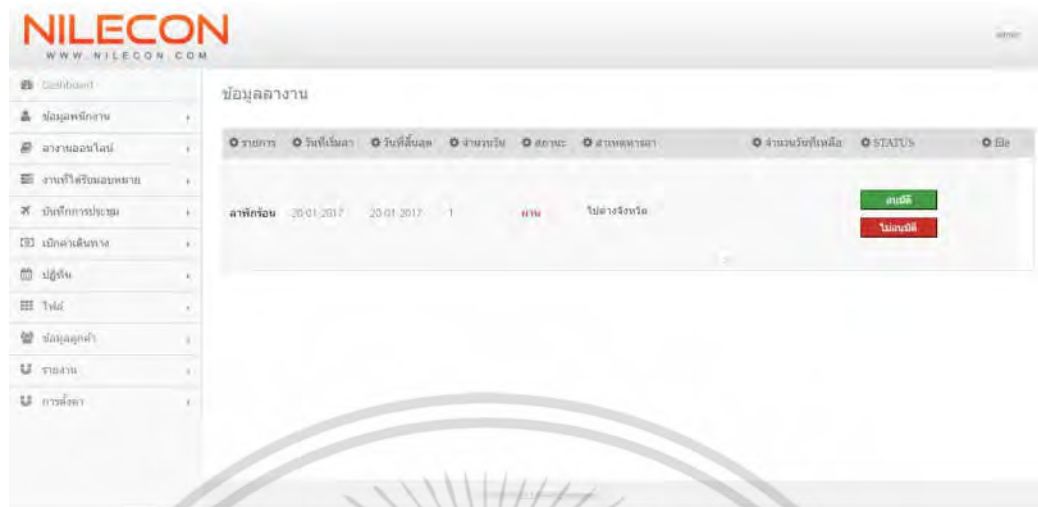 NILECON
WWW.NILECON.COM
admin
Dashboard
ข้อมูลพนักงาน
ลางานออนไลน์
งานที่ได้รับมอบหมาย
บันทึกการประชุม
เบิกค่าเดินทาง
ปฏิทิน
ไฟล์
ข้อมูลลูกค้า
รายงาน
การตั้งค่า
ข้อมูลลางาน
รายการ วันที่เริ่มลา วันที่สิ้นสุด จำนวนวัน สถานะ สาเหตุการลา จำนวนวันที่เหลือ STATUS file
ลาพักร้อน 20-01-2017 20-01-2017 1 ผ่าน ไปต่างจังหวัด
อนุมัติ
ไม่อนุมัติ